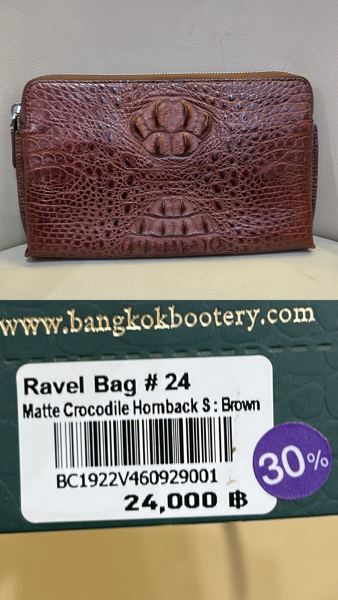 www.bangkokbootery.com
Ravel Bag # 24
Matte Crocodile Hornback S : Brown
BC1922V460929001
24,000 ฿
30%